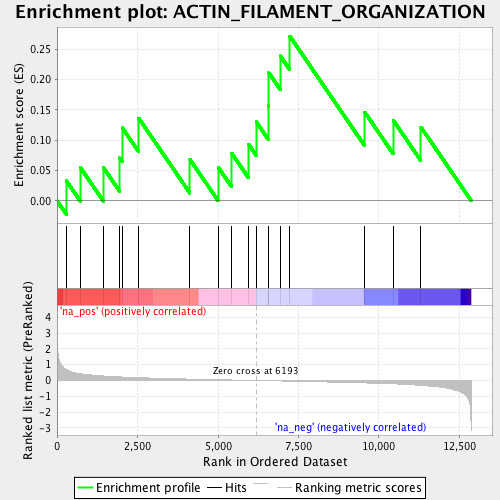 Enrichment plot: ACTIN_FILAMENT_ORGANIZATION
Enrichment score (ES)
0.25
0.20
0.15
0.10
0.05
0.00
'na_pos' (positively correlated)
Ranked list metric (PreRanked)
4
3
2
1
0
-1
-2
-3
Zero cross at 6193
'na_neg' (negatively correlated)
0
2,500
5,000
7,500
10,000
12,500
Rank in Ordered Dataset
Enrichment profile
Hits
Ranking metric scores